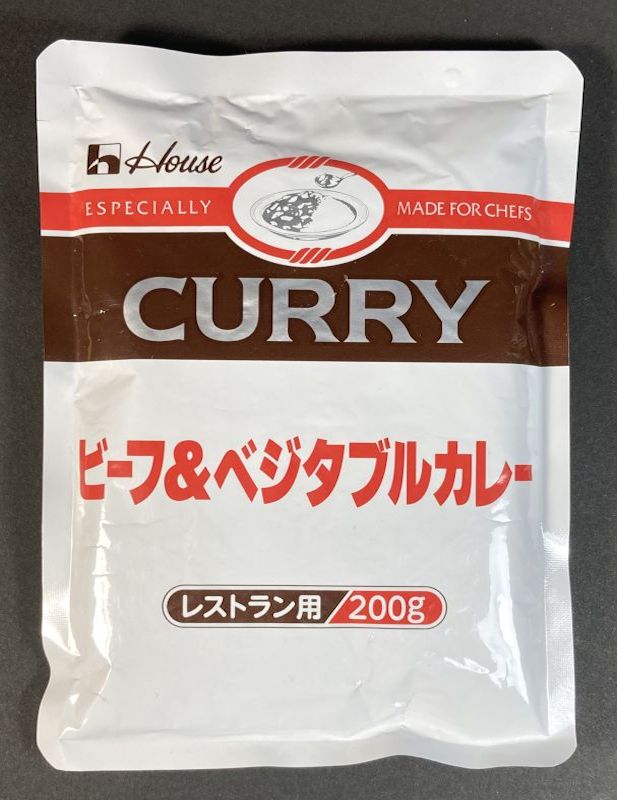 House
ESPECIALLY MADE FOR CHEFS
CURRY
ビーフ&ベジタブルカレー
レストラン用/200g